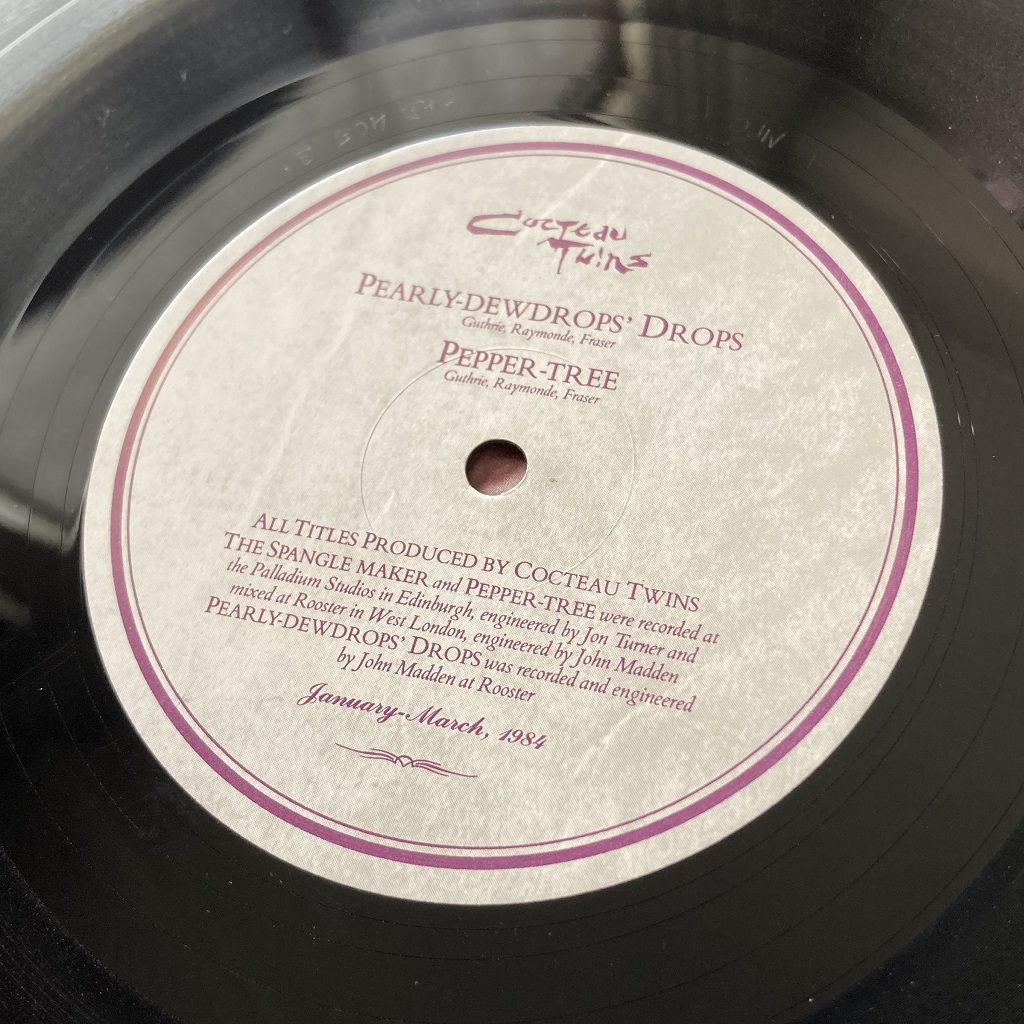 Cocteau
Twins
PEARLY-DEWDROPS' DROPS
Guthrie, Raymonde, Fraser
PEPPER-TREE
Guthrie, Raymonde, Fraser
ALL TITLES PRODUCED BY COCTEAU TWINS
THE SPANGLE MAKER and PEPPER-TREE were recorded at
the Palladium Studios in Edinburgh, engineered by Jon Turner and
mixed at Rooster in West London, engineered by John Madden
PEARLY-DEWDROPS' DROPS was recorded and engineered
by John Madden at Rooster
January-March, 1984